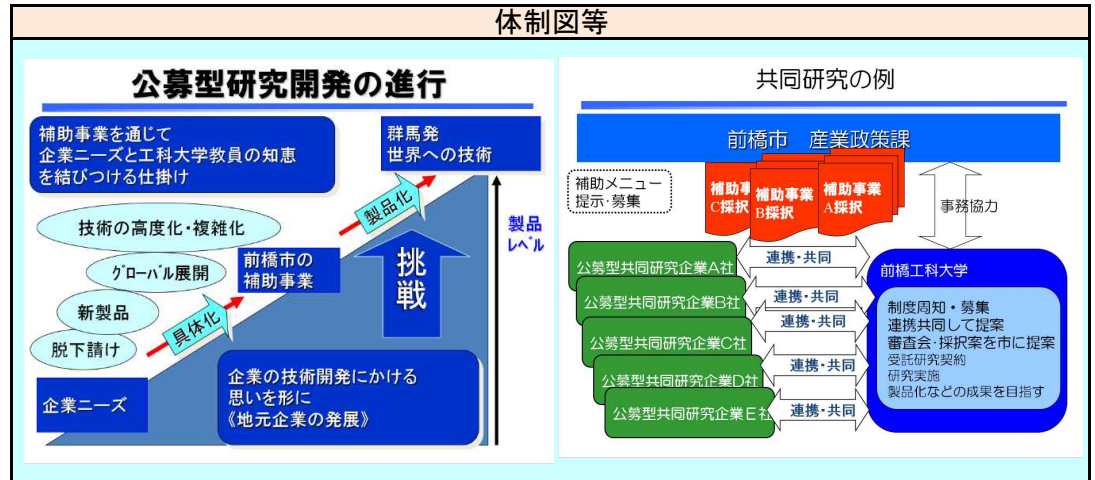 体制図等
公募型研究開発の進行
補助事業を通じて
企業ニーズと工科大学教員の知恵
を結びつける仕掛け
群馬発
世界への技術
製品化
製品
レベル
技術の高度化・複雑化
グローバル展開
新製品
脱下請け
前橋市の
補助事業
挑
戦
具体化
企業ニーズ
企業の技術開発にかける
思いを形に
《地元企業の発展》
共同研究の例
前橋市 産業政策課
補助メニュー
提示・募集
補助事
C採択
補助事業
B採択
補助事業
A採択
事務協力
公募型共同研究企業A社
公募型共同研究企業B社
公募型共同研究企業C社
公募型共同研究企業D社
公募型共同研究企業E社
連携・共同
連携・共同
連携・共同
連携・共同
連携・共同
前橋工科大学
制度周知・募集
連携共同して提案
審査会・採択案を市に提案
受託研究契約
研究実施
製品化などの成果を目指す